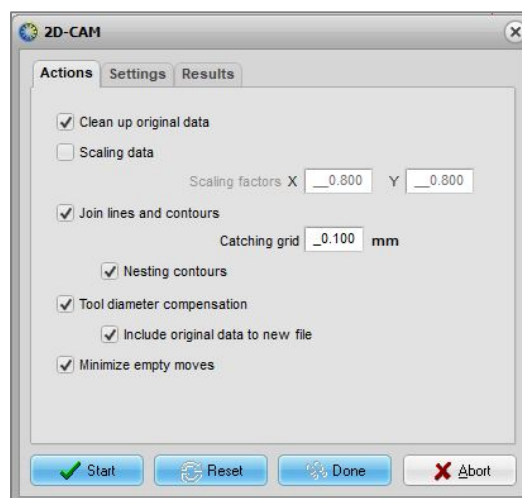 2D-CAM
Actions Settings Results
Clean up original data
Scaling data
Scaling factors X __0.800 Y __0.800
Join lines and contours
Catching grid _0.100 mm
Nesting contours
Tool diameter compensation
Include original data to new file
Minimize empty moves
Start Reset Done Abort